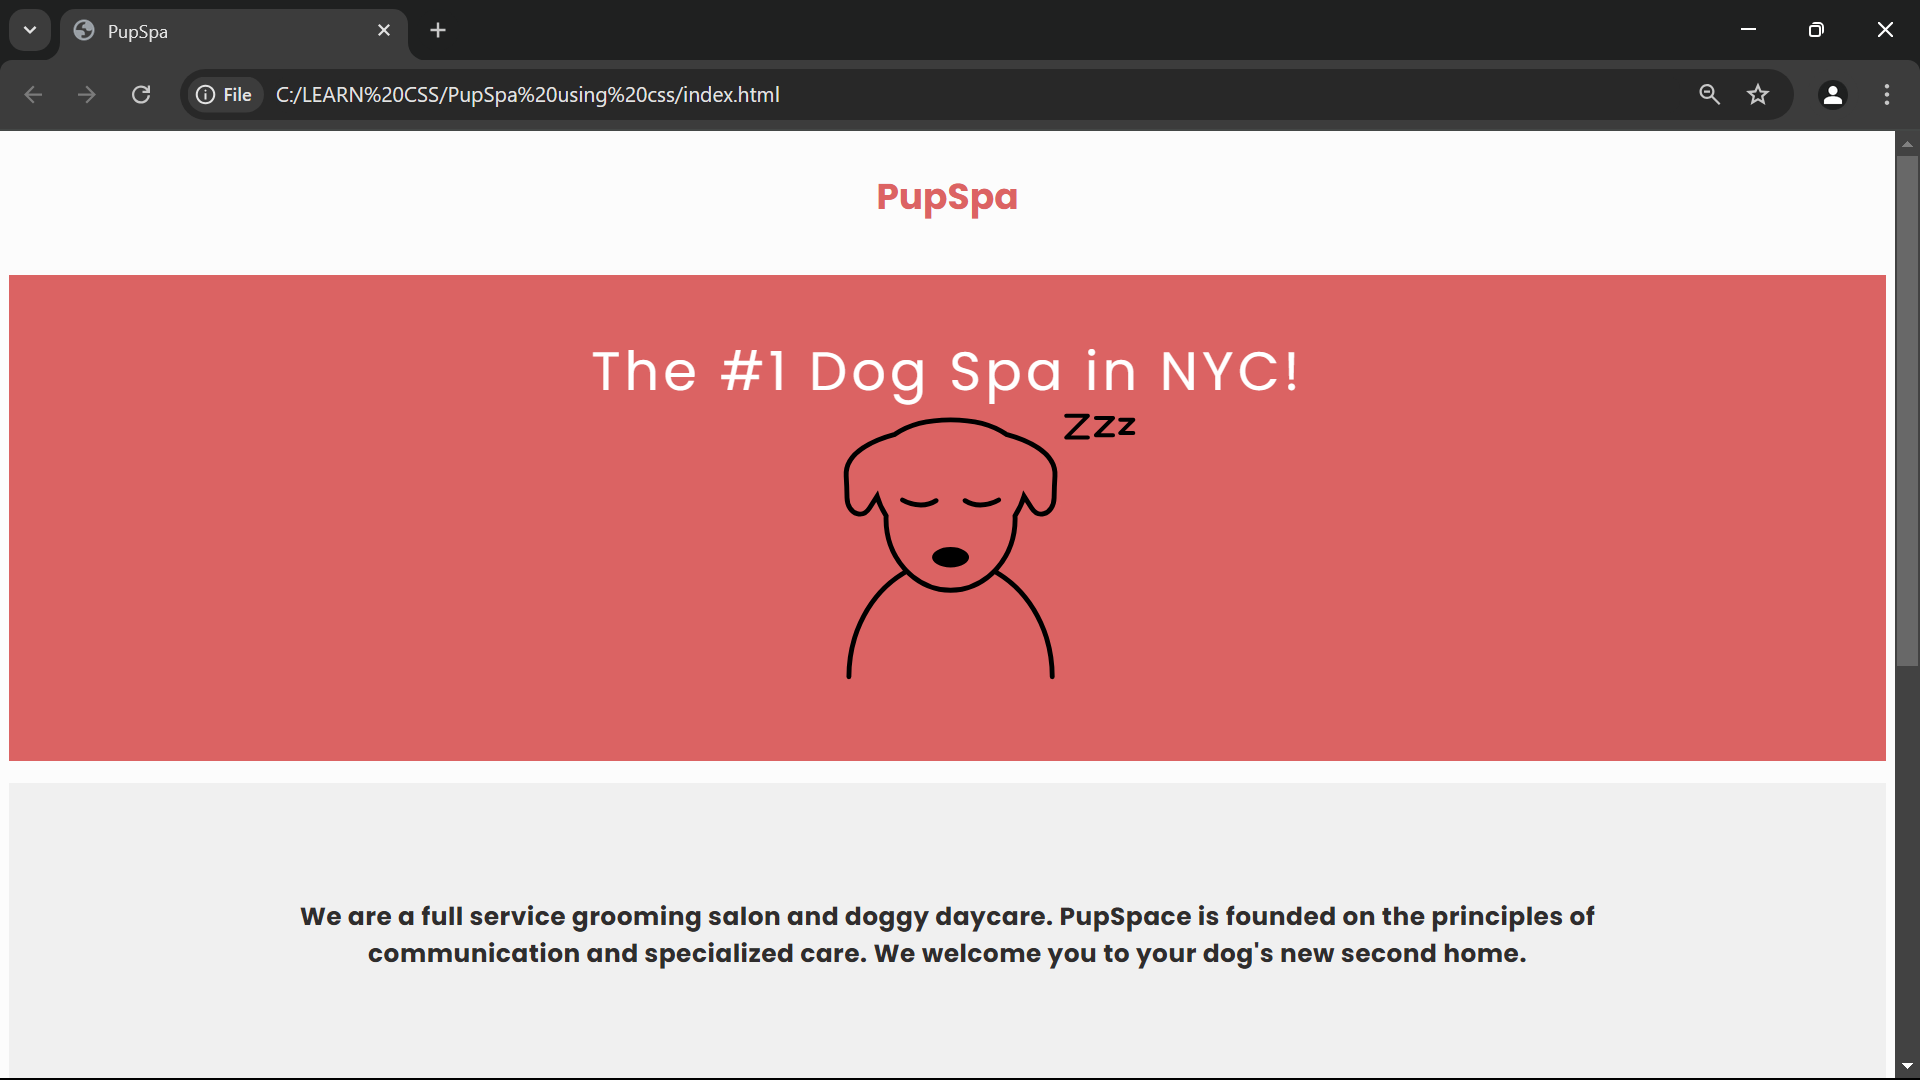 PupSpa
File
C:/LEARN%20CSS/PupSpa%20using%20css/index.html
PupSpa
The #1 Dog Spa in NYC!
Zzz
We are a full service grooming salon and doggy daycare. PupSpace is founded on the principles of
communication and specialized care. We welcome you to your dog's new second home.